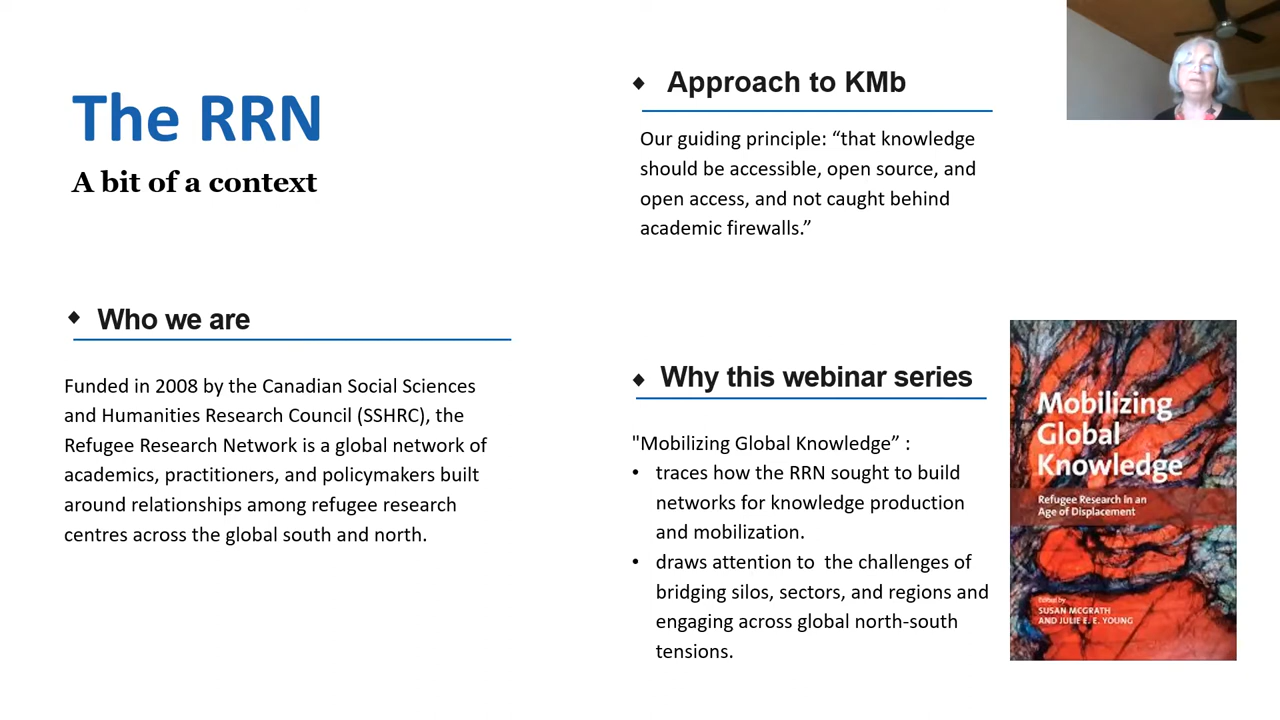 The RRN
A bit of a context
◆ Who we are
Funded in 2008 by the Canadian Social Sciences
and Humanities Research Council (SSHRC), the
Refugee Research Network is a global network of
academics, practitioners, and policymakers built
around relationships among refugee research
centres across the global south and north.
◆ Approach to KMb
Our guiding principle: “that knowledge
should be accessible, open source, and
open access, and not caught behind
academic firewalls.”
◆ Why this webinar series
"Mobilizing Global Knowledge” :
• traces how the RRN sought to build
networks for knowledge production
and mobilization.
• draws attention to  the challenges of
bridging silos, sectors, and regions and
engaging across global north-south
tensions.
Mobilizing
Global
Knowledge
Refugee Research in an
Age of Displacement
Edited by
SUSAN MCGRATH
AND JULIE E. E. YOUNG